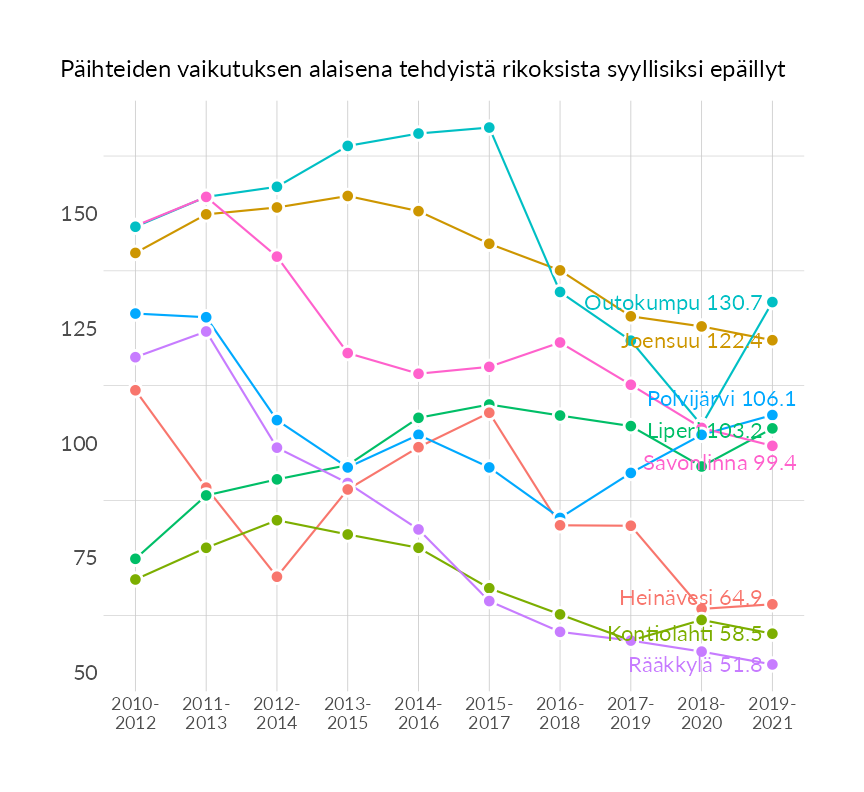 Päihteiden vaikutuksen alaisena tehdyistä rikoksista syyllisiksi epäillyt
150
125
100
75
50
Outokumpu 130.7
Joensuu 122.4
Polvijärvi 106.1
Liperi 103.2
Savonlinna 99.4
Heinävesi 64.9
Kontiolahti 58.5
Rääkkylä 51.8
2010- 2011- 2012- 2013- 2014- 2015- 2016- 2017- 2018- 2019-
2012 2013 2014 2015 2016 2017 2018 2019 2020 2021